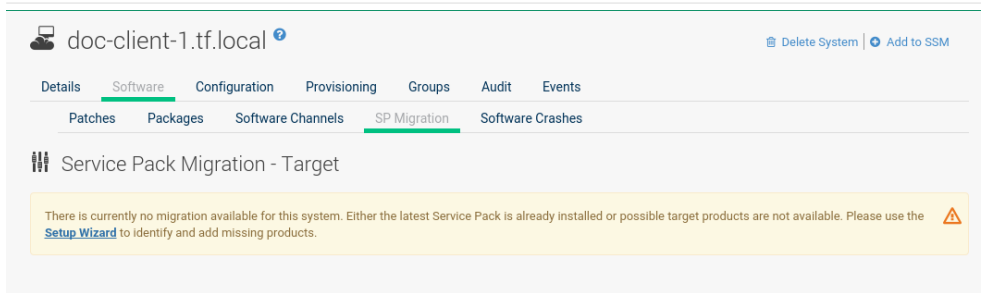 doc-client-1.tf.local ?
Delete System | Add to SSM
Details Software Configuration Provisioning Groups Audit Events
Patches Packages Software Channels SP Migration Software Crashes
Service Pack Migration - Target
There is currently no migration available for this system. Either the latest Service Pack is already installed or possible target products are not available. Please use the
Setup Wizard to identify and add missing products.